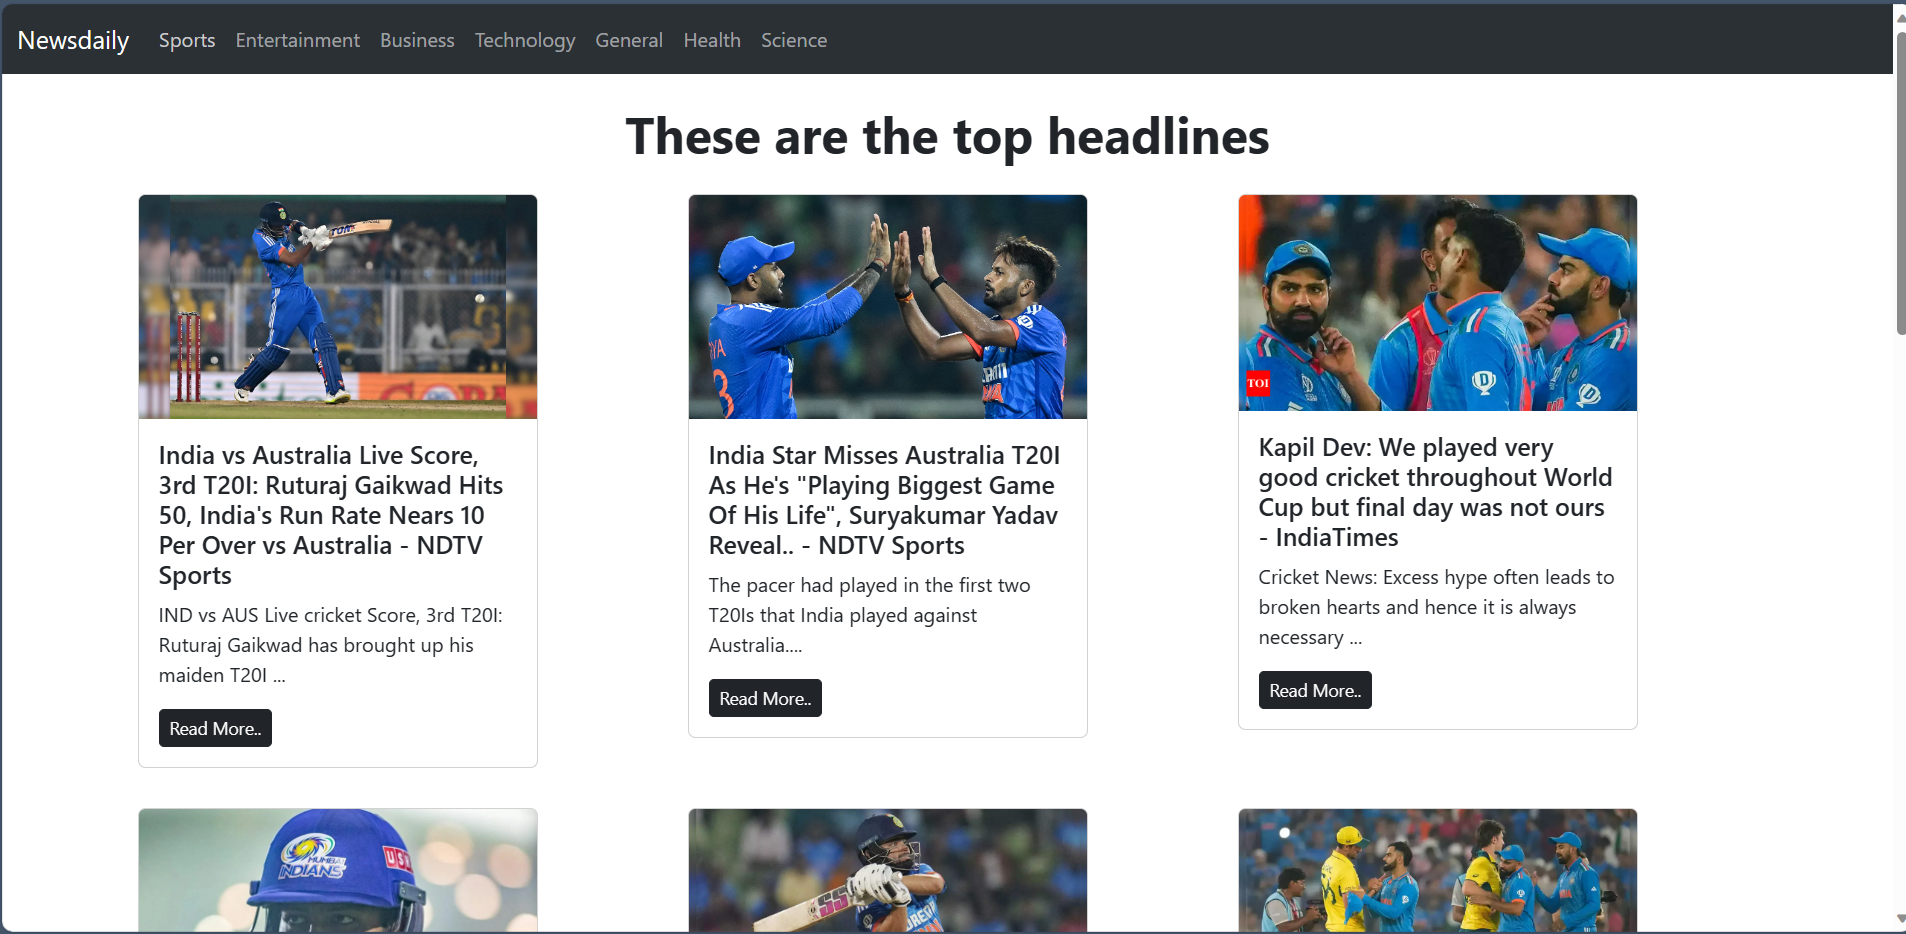 Newsdaily Sports Entertainment Business Technology General Health Science
These are the top headlines
TON
YA
3
TOI
India vs Australia Live Score,
3rd T20I: Ruturaj Gaikwad Hits
50, India's Run Rate Nears 10
Per Over vs Australia - NDTV
Sports
IND vs AUS Live cricket Score, 3rd T20I:
Ruturaj Gaikwad has brought up his
maiden T20I ...
Read More..
India Star Misses Australia T20I
As He's "Playing Biggest Game
Of His Life", Suryakumar Yadav
Reveal.. - NDTV Sports
The pacer had played in the first two
T20Is that India played against
Australia....
Read More..
Kapil Dev: We played very
good cricket throughout World
Cup but final day was not ours
- IndiaTimes
Cricket News: Excess hype often leads to
broken hearts and hence it is always
necessary ...
Read More..
MUMBAI
INDIANS
SS